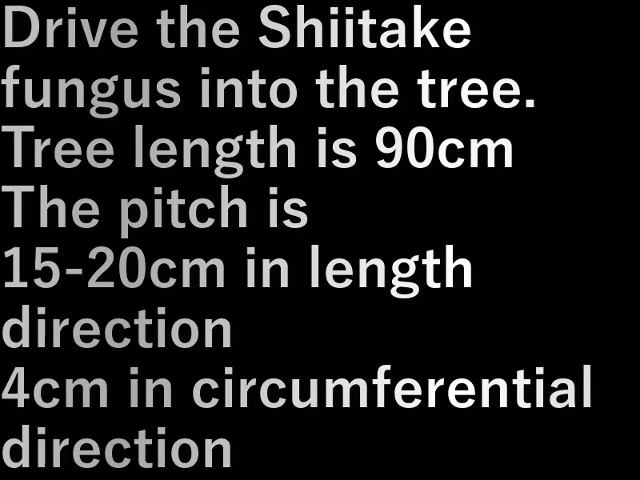 Drive the Shiitake
fungus into the tree.
Tree length is 90cm
The pitch is
15-20cm in length
direction
4cm in circumferential
direction